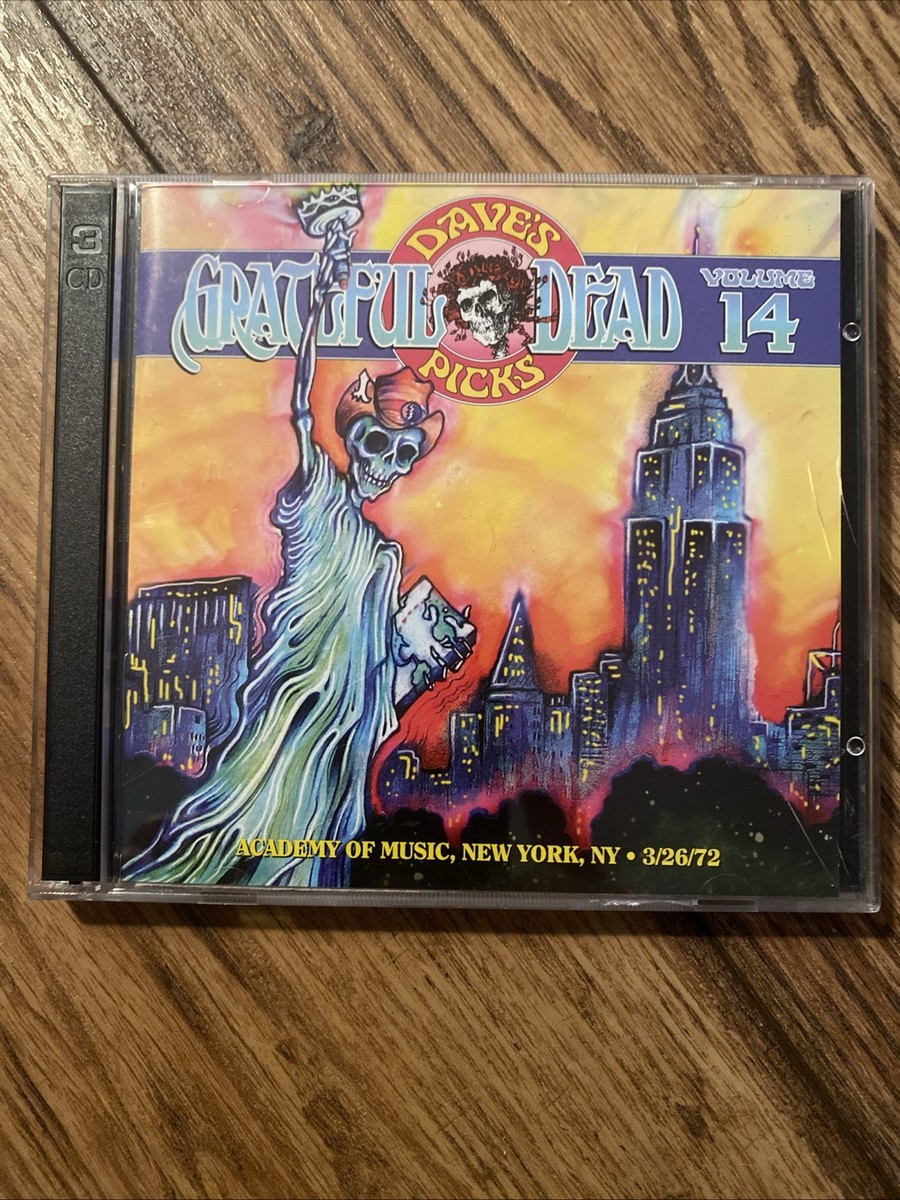 3
CD
DAVE'S
GRATEFUL DEAD
PICKS
VOLUME
14
ACADEMY OF MUSIC, NEW YORK, NY • 3/26/72